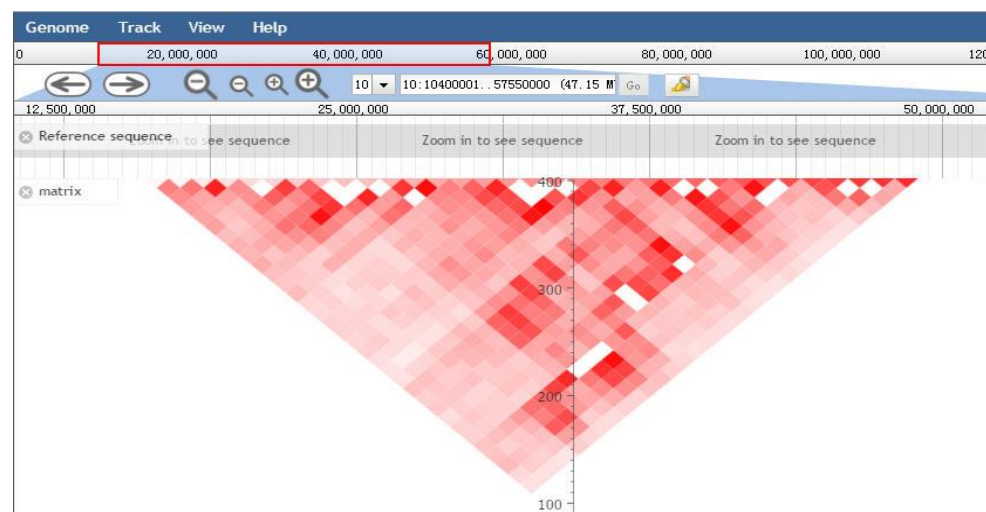 Genome Track View Help
0 20,000,000 40,000,000 60,000,000 80,000,000 100,000,000 120
10 10:10400001..57550000 (47.15 M Go
12,500,000 25,000,000 37,500,000 50,000,000
Reference sequence see sequence Zoom in to see sequence Zoom in to see sequence
matrix
400
300
200
100